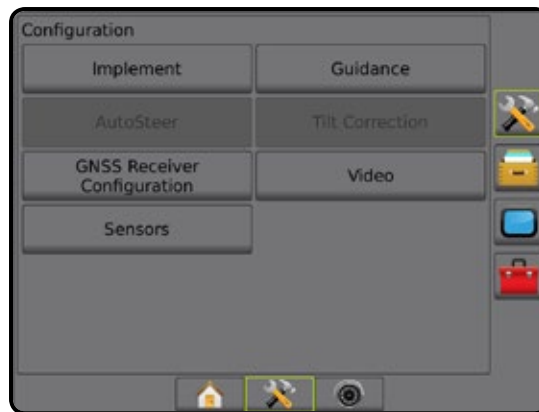 Configuration
Implement
Guidance
AutoSteer
Tilt Correction
GNSS Receiver
Configuration
Video
Sensors